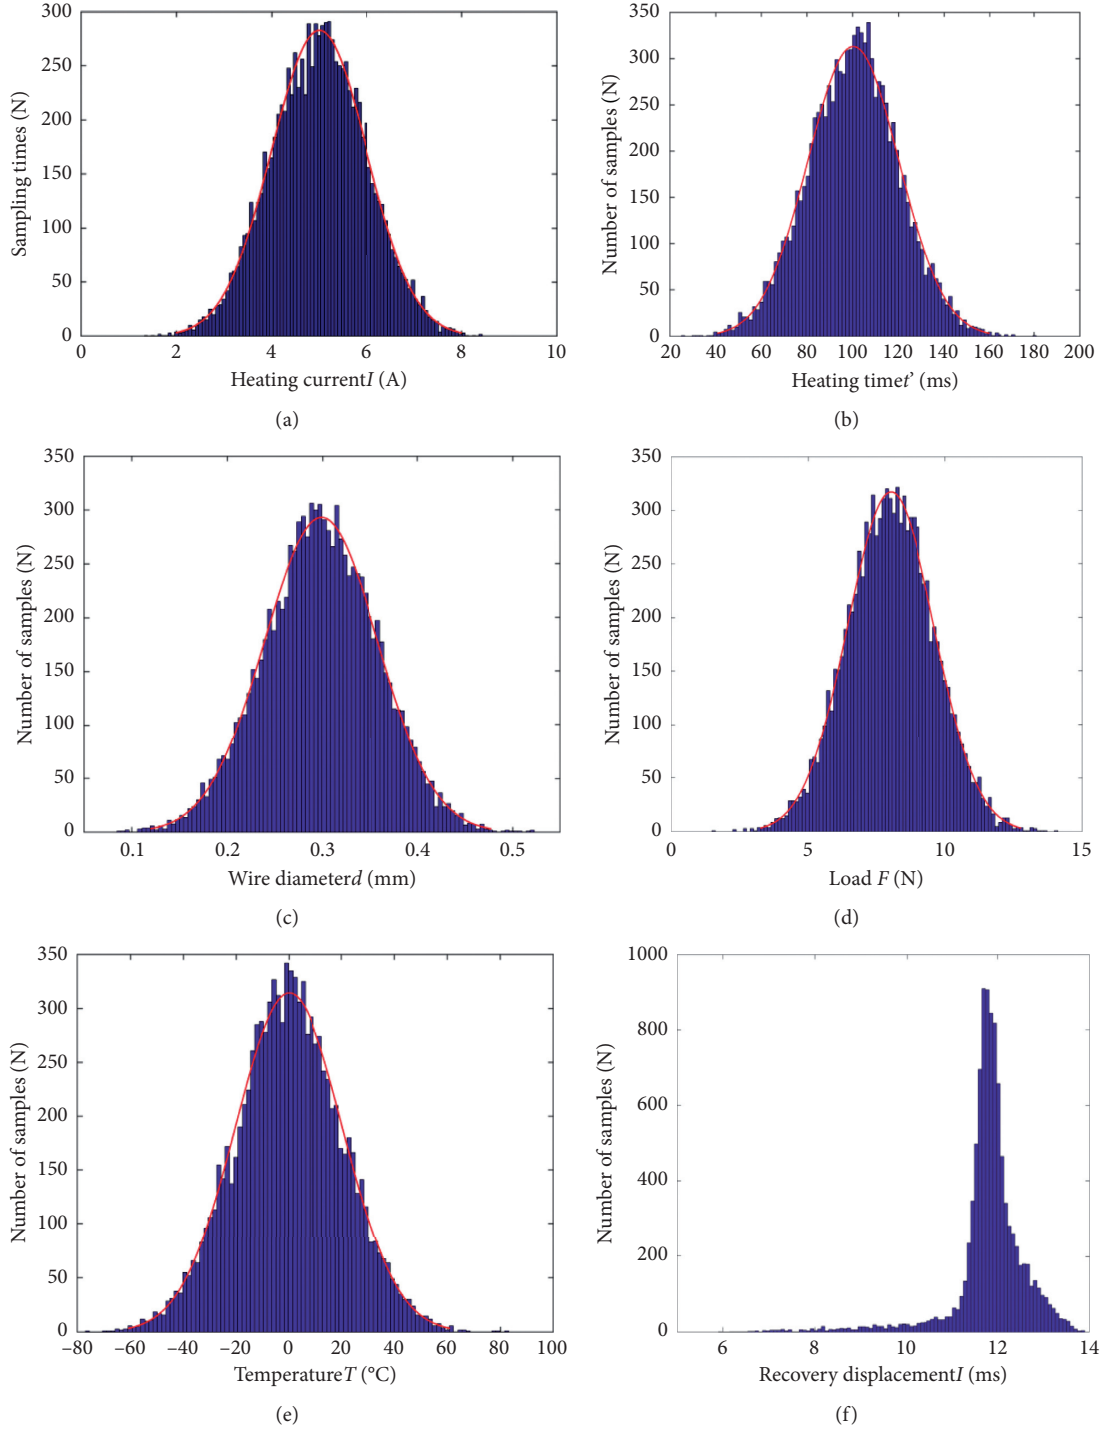 300
250
200
150
100
50
0
Sampling times (N)
0 2 4 6 8 10
Heating currentI (A)
(a)
350
300
250
200
150
100
50
0
Number of samples (N)
20 40 60 80 100 120 140 160 180 200
Heating timet’ (ms)
(b)
350
300
250
200
150
100
50
0
Number of samples (N)
0.1 0.2 0.3 0.4 0.5
Wire diameterd (mm)
(c)
350
300
250
200
150
100
50
0
Number of samples (N)
0 5 10 15
Load F (N)
(d)
350
300
250
200
150
100
50
0
Number of samples (N)
–80 –60 –40 –20 0 20 40 60 80 100
TemperatureT (°C)
(e)
1000
800
600
400
200
0
Number of samples (N)
6 8 10 12 14
Recovery displacementI (ms)
(f)